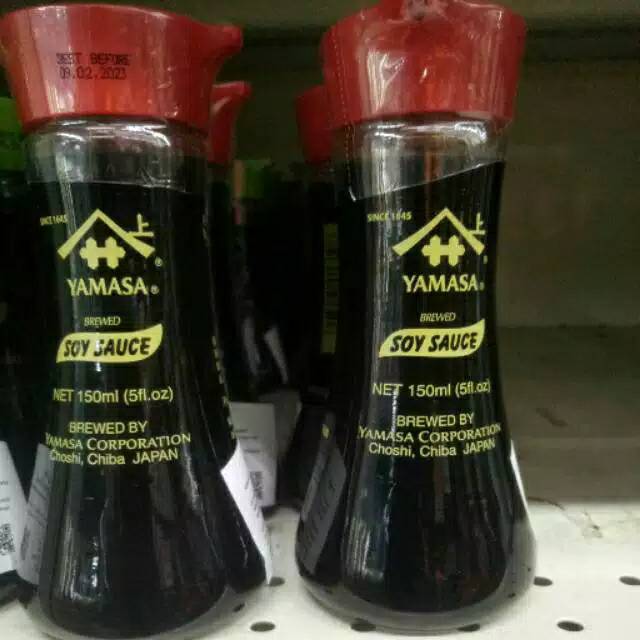 BEST BEFORE
09.02.2023
SINCE 1645
上
YAMASA®
BREWED
SOY SAUCE
NET 150ml (5fl.oz)
BREWED BY
YAMASA CORPORATION
Choshi, Chiba JAPAN
SINCE 1645
上
YAMASA®
BREWED
SOY SAUCE
NET 150ml (5fl.oz)
BREWED BY
YAMASA CORPORATION
Choshi, Chiba JAPAN